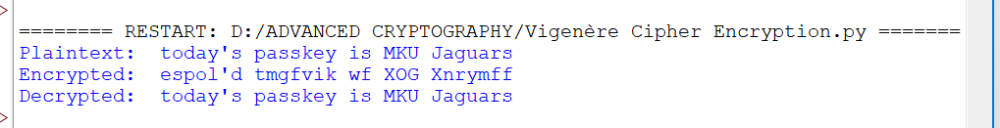 >
======== RESTART: D:/ADVANCED CRYPTOGRAPHY/Vigenère Cipher Encryption.py =======
Plaintext:  today's passkey is MKU Jaguars
Encrypted:  espol'd tmgfvik wf XOG Xnrymff
Decrypted:  today's passkey is MKU Jaguars
>